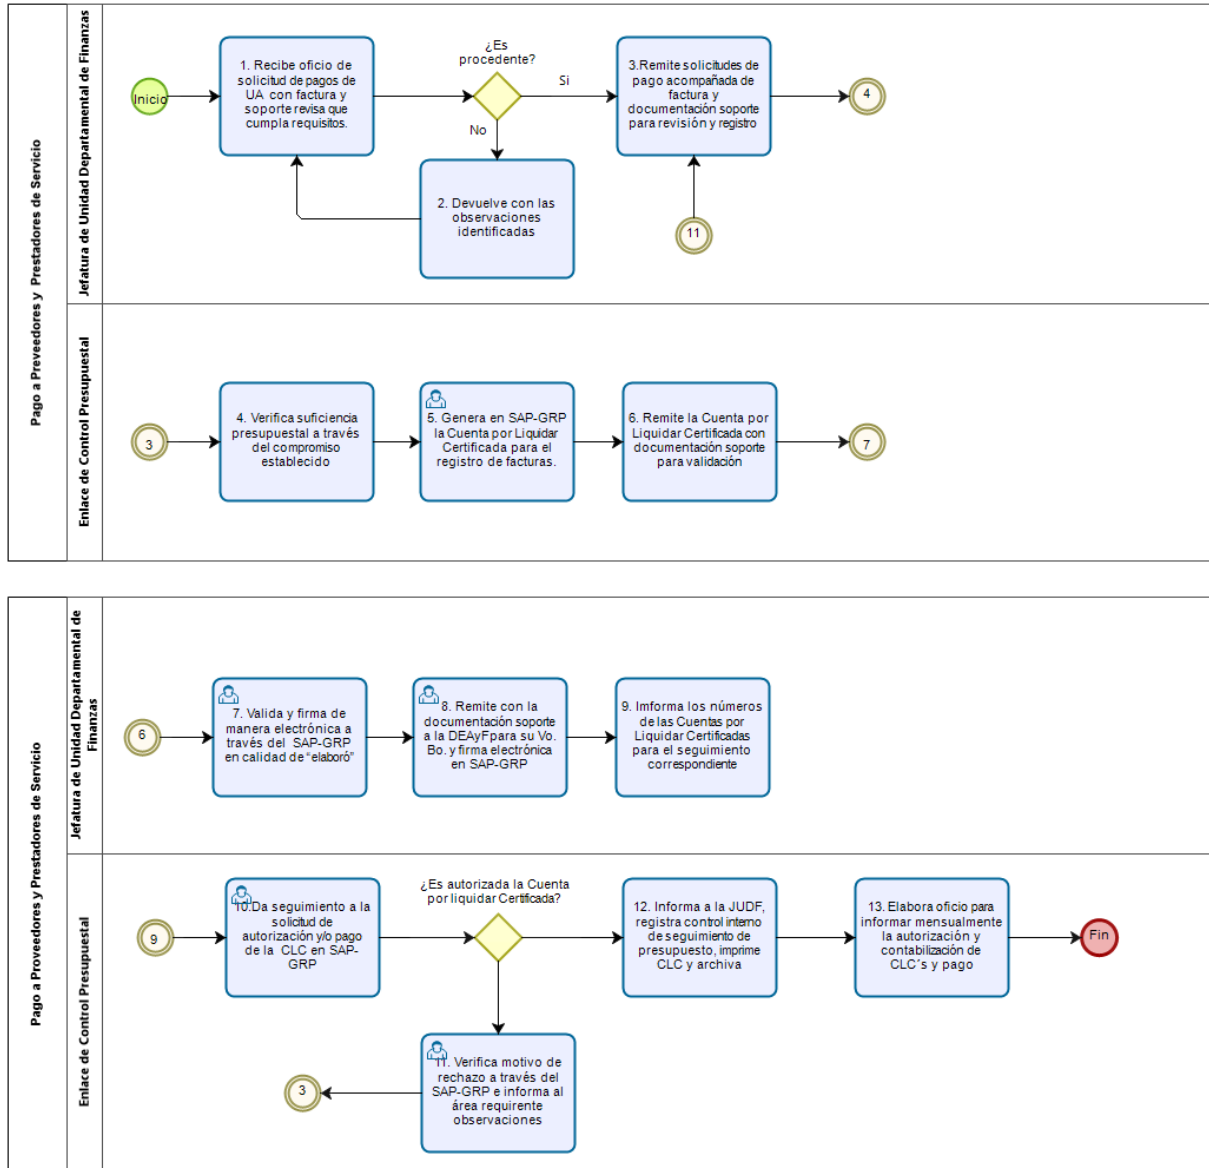 Pago a Preveedores y Prestadores de Servicio
Jefatura de Unidad Departamental de Finanzas
Inicio
1. Recibe oficio de
solicitud de pagos de
UA con factura y
soporte revisa que
cumpla requisitos.
¿Es
procedente?
Si
No
2. Devuelve con las
observaciones
identificadas
3.Remite solicitudes de
pago acompañada de
factura y
documentación soporte
para revisión y registro
4
11
Enlace de Control Presupuestal
3
4. Verifica suficiencia
presupuestal a través
del compromiso
establecido
5. Genera en SAP-GRP
la Cuenta por Liquidar
Certificada para el
registro de facturas.
6. Remite la Cuenta por
Liquidar Certificada con
documentación soporte
para validación
7
Pago a Proveedores y Prestadores de Servicio
Jefatura de Unidad Departamental de
Finanzas
6
7. Valida y firma de
manera electrónica a
través del SAP-GRP
en calidad de “elaboró”
8. Remite con la
documentación soporte
a la DEAyFpara su Vo.
Bo. y firma electrónica
en SAP-GRP
9. Imforma los números
de las Cuentas por
Liquidar Certificadas
para el seguimiento
correspondiente
Enlace de Control Presupuestal
9
10.Da seguimiento a la
solicitud de
autorización y/o pago
de la CLC en SAP-
GRP
¿Es autorizada la Cuenta
por liquidar Certificada?
11. Verifica motivo de
rechazo a través del
SAP-GRP e informa al
área requirente
observaciones
3
12. Informa a la JUDF,
registra control interno
de seguimiento de
presupuesto, imprime
CLC y archiva
13. Elabora oficio para
informar mensualmente
la autorización y
contabilización de
CLC´s y pago
Fin